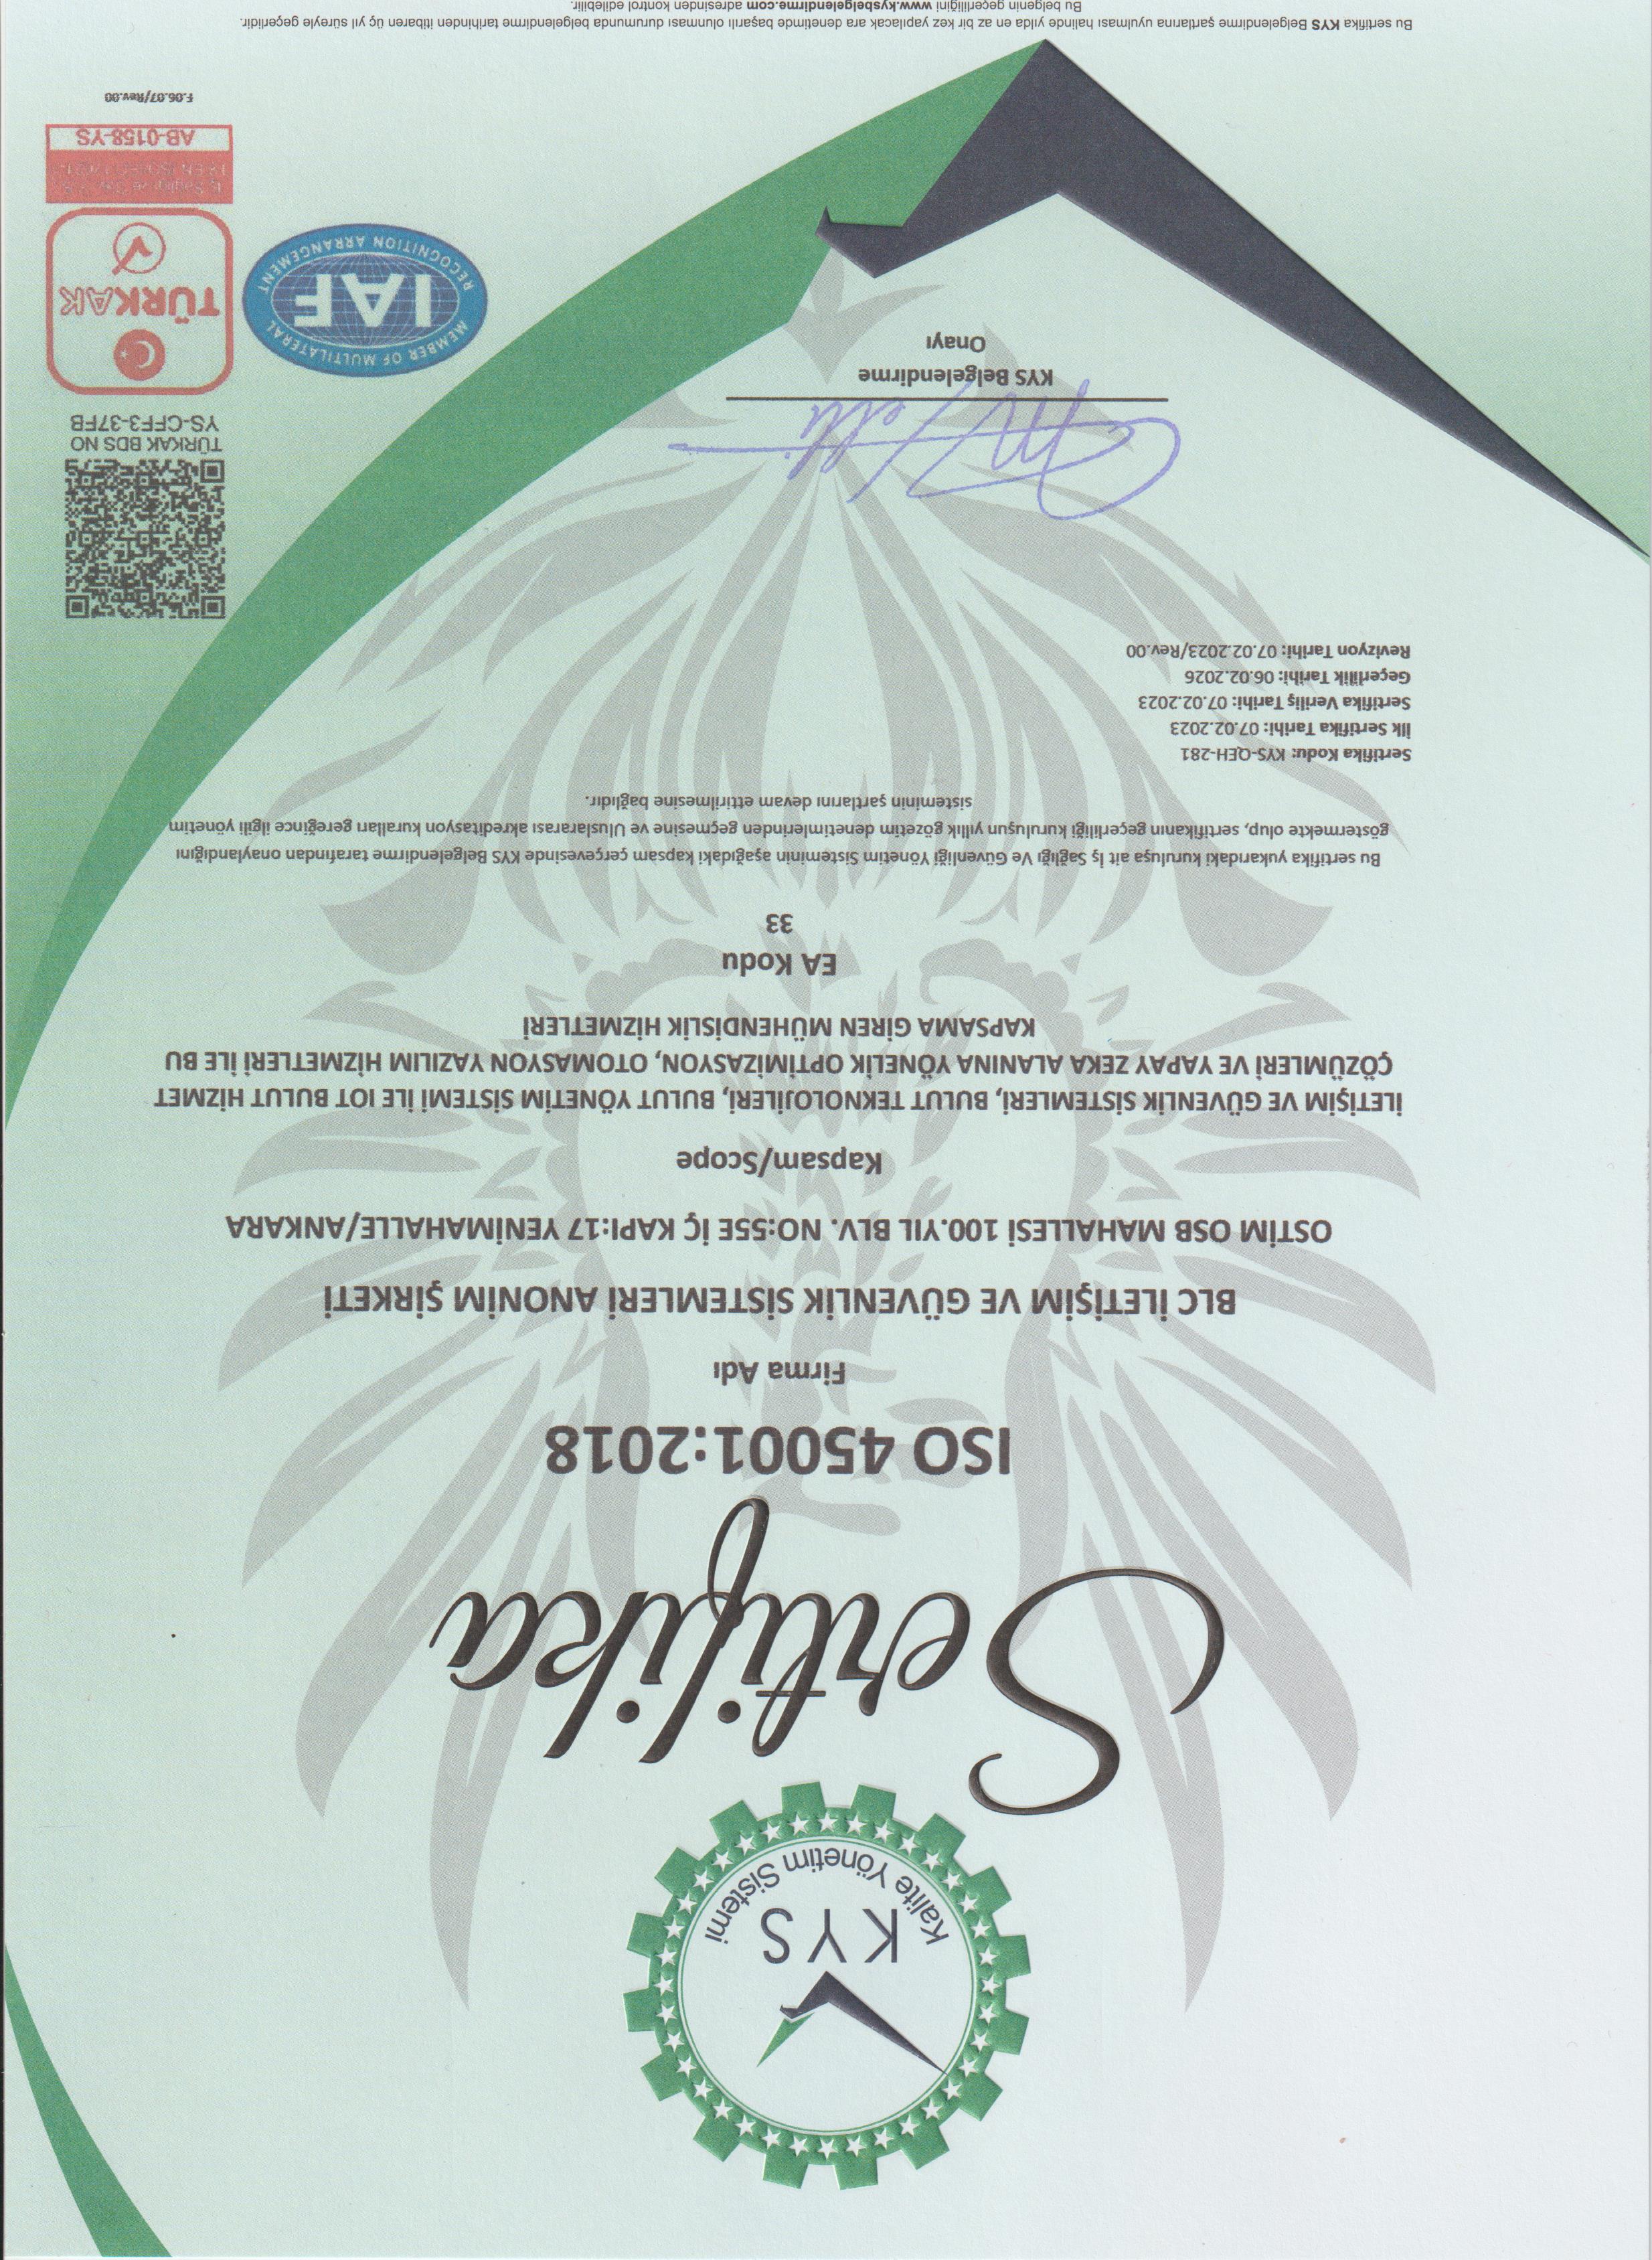 KYS
Kalite Yönetim Sistemi
Sertifika
ISO 45001:2018
Firma Adı
BLC İLETİŞİM VE GÜVENLİK SİSTEMLERİ ANONİM ŞİRKETİ
OSTİM OSB MAHALLESİ 100.YIL BLV. NO:55E İÇ KAPI:17 YENİMAHALLE/ANKARA
Kapsam/Scope
İLETİŞİM VE GÜVENLİK SİSTEMLERİ, BULUT TEKNOLOJİLERİ, BULUT YÖNETİM SİSTEMİ İLE IOT BULUT HİZMET
ÇÖZÜMLERİ VE YAPAY ZEKA ALANINA YÖNELİK OPTİMİZASYON, OTOMASYON YAZILIM HİZMETLERİ İLE BU
KAPSAMA GİREN MÜHENDİSLİK HİZMETLERİ
EA Kodu
33
Bu sertifika yukarıdaki kuruluşa ait İş Sağlığı Ve Güvenliği Yönetim Sisteminin aşağıdaki kapsam çerçevesinde KYS Belgelendirme tarafından onaylandığını
göstermekte olup, sertifikanın geçerliliği kuruluşun yıllık gözetim denetimlerinden geçmesine ve Uluslararası akreditasyon kuralları gereğince ilgili yönetim
sisteminin şartlarını devam ettirilmesine bağlıdır.
Sertifika Kodu: KYS-QEH-281
İlk Sertifika Tarihi: 07.02.2023
Sertifika Veriliş Tarihi: 07.02.2023
Geçerlilik Tarihi: 06.02.2026
Revizyon Tarihi: 07.02.2023/Rev.00
TÜRKAK BDS NO
YS-CFF3-37FB
KYS Belgelendirme
Onayı
MEMBER OF MULTILATERAL
IAF
RECOGNITION ARRANGEMENT
TÜRKAK
AB-0158-YS
F.06.07/Rev.00
Bu sertifika KYS Belgelendirme şartlarına uyulması halinde yılda en az bir kez yapılacak ara denetimde başarılı olunması durumunda belgelendirme tarihinden itibaren üç yıl süreyle geçerlidir.
Bu belgenin geçerliliğini www.kysbelgelendirme.com adresinden kontrol edilebilir.